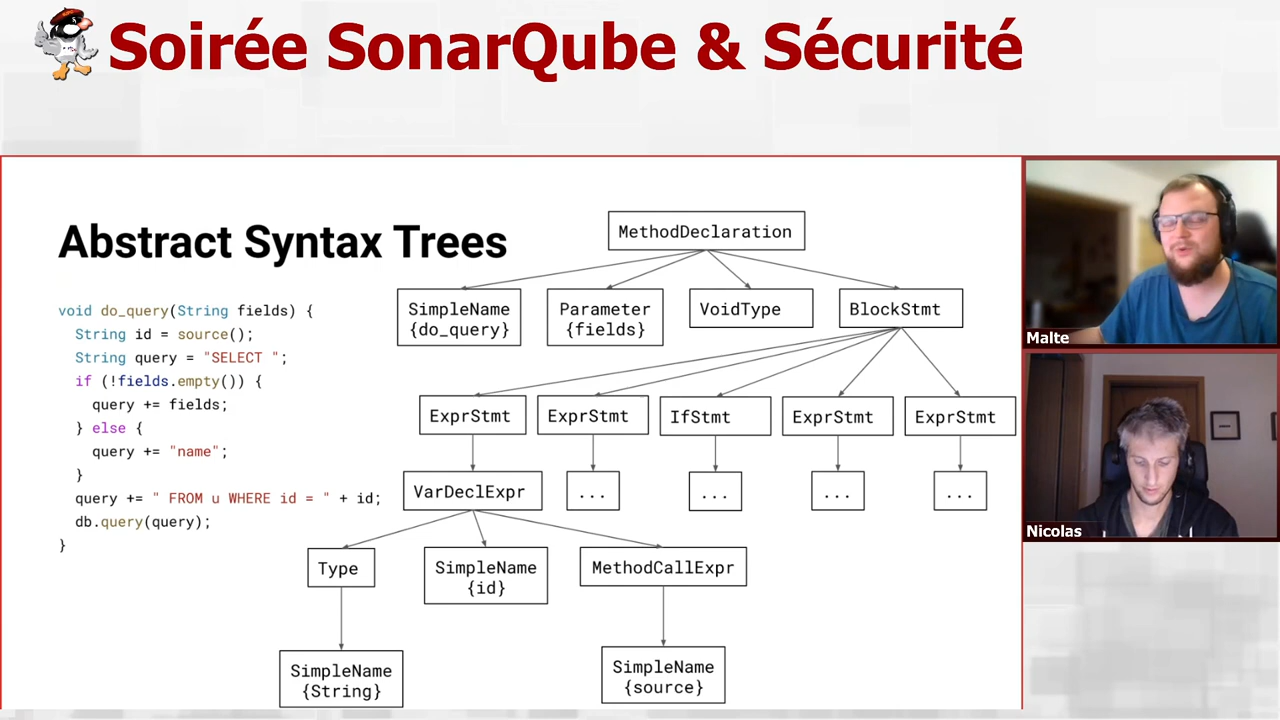 Soirée SonarQube & Sécurité
Abstract Syntax Trees
void do_query(String fields) {
String id = source();
String query = "SELECT ";
if (!fields.empty()) {
query += fields;
} else {
query += "name";
}
query += " FROM u WHERE id = " + id;
db.query(query);
}
MethodDeclaration
SimpleName
{do_query}
Parameter
{fields}
VoidType
BlockStmt
ExprStmt
ExprStmt
IfStmt
ExprStmt
ExprStmt
VarDeclExpr
...
...
...
...
Type
SimpleName
{id}
MethodCallExpr
SimpleName
{String}
SimpleName
{source}
Malte
Nicolas